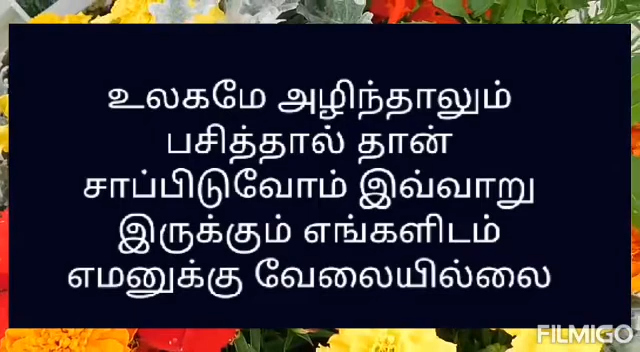 உலகமே அழிந்தாலும்
பசித்தால் தான்
சாப்பிடுவோம் இவ்வாறு
இருக்கும் எங்களிடம்
எமனுக்கு வேலையில்லை
FILMIGO